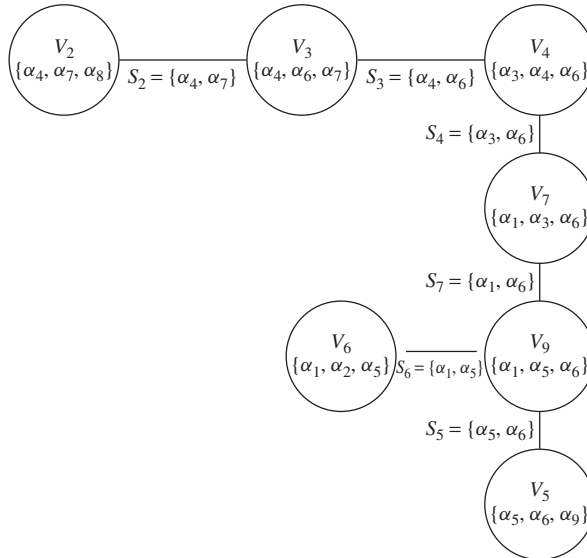 V₂
{α₄, α₇, α₈}
S₂ = {α₄, α₇}
V₃
{α₄, α₆, α₇}
S₃ = {α₄, α₆}
V₄
{α₃, α₄, α₆}
S₄ = {α₃, α₆}
V₇
{α₁, α₃, α₆}
S₇ = {α₁, α₆}
V₆
{α₁, α₂, α₅}
S₆ = {α₁, α₅}
V₉
{α₁, α₅, α₆}
S₅ = {α₅, α₆}
V₅
{α₅, α₆, α₉}